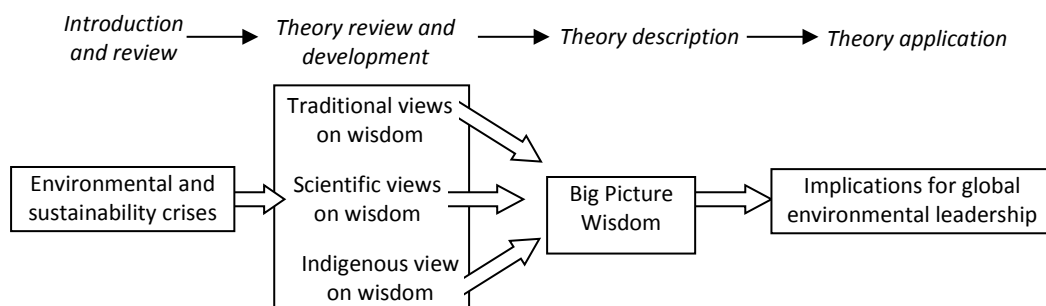 Introduction
and review
Theory review and
development
Theory description
Theory application
Traditional views
on wisdom
Scientific views
on wisdom
Indigenous view
on wisdom
Environmental and
sustainability crises
Big Picture
Wisdom
Implications for global
environmental leadership